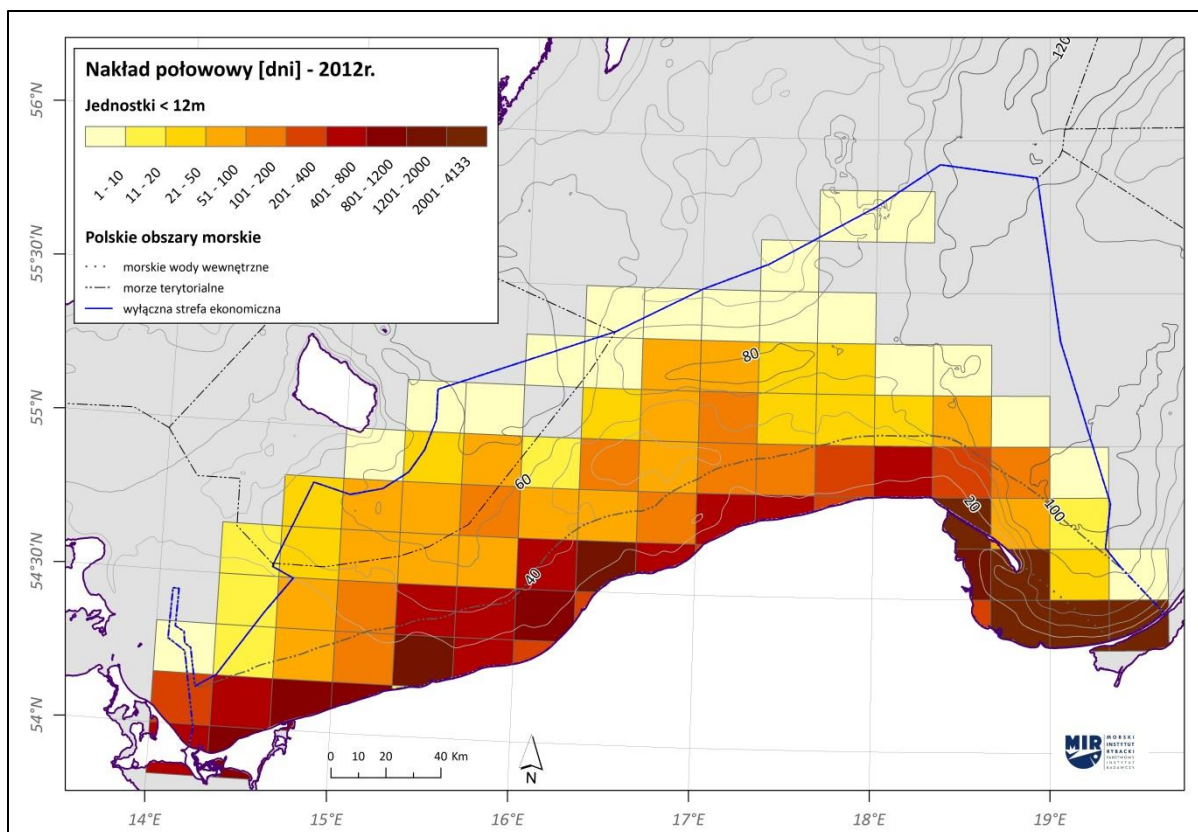 Nakład połowowy [dni] - 2012r.
Jednostki < 12m
1 - 10
11 - 20
21 - 50
51 - 100
101 - 200
201 - 400
401 - 800
801 - 1200
1201 - 2000
2001 - 4133
Polskie obszary morskie
morskie wody wewnętrzne
morze terytorialne
wyłączna strefa ekonomiczna
56°N
55°30'N
55°N
54°30'N
54°N
120
80
60
40
20
100
0 20 40 Km
N
MIR
MORSKI
INSTYTUT
RYBACKI
PAŃSTWOWY
INSTYTUT
BADAWCZY
14°E 15°E 16°E 17°E 18°E 19°E